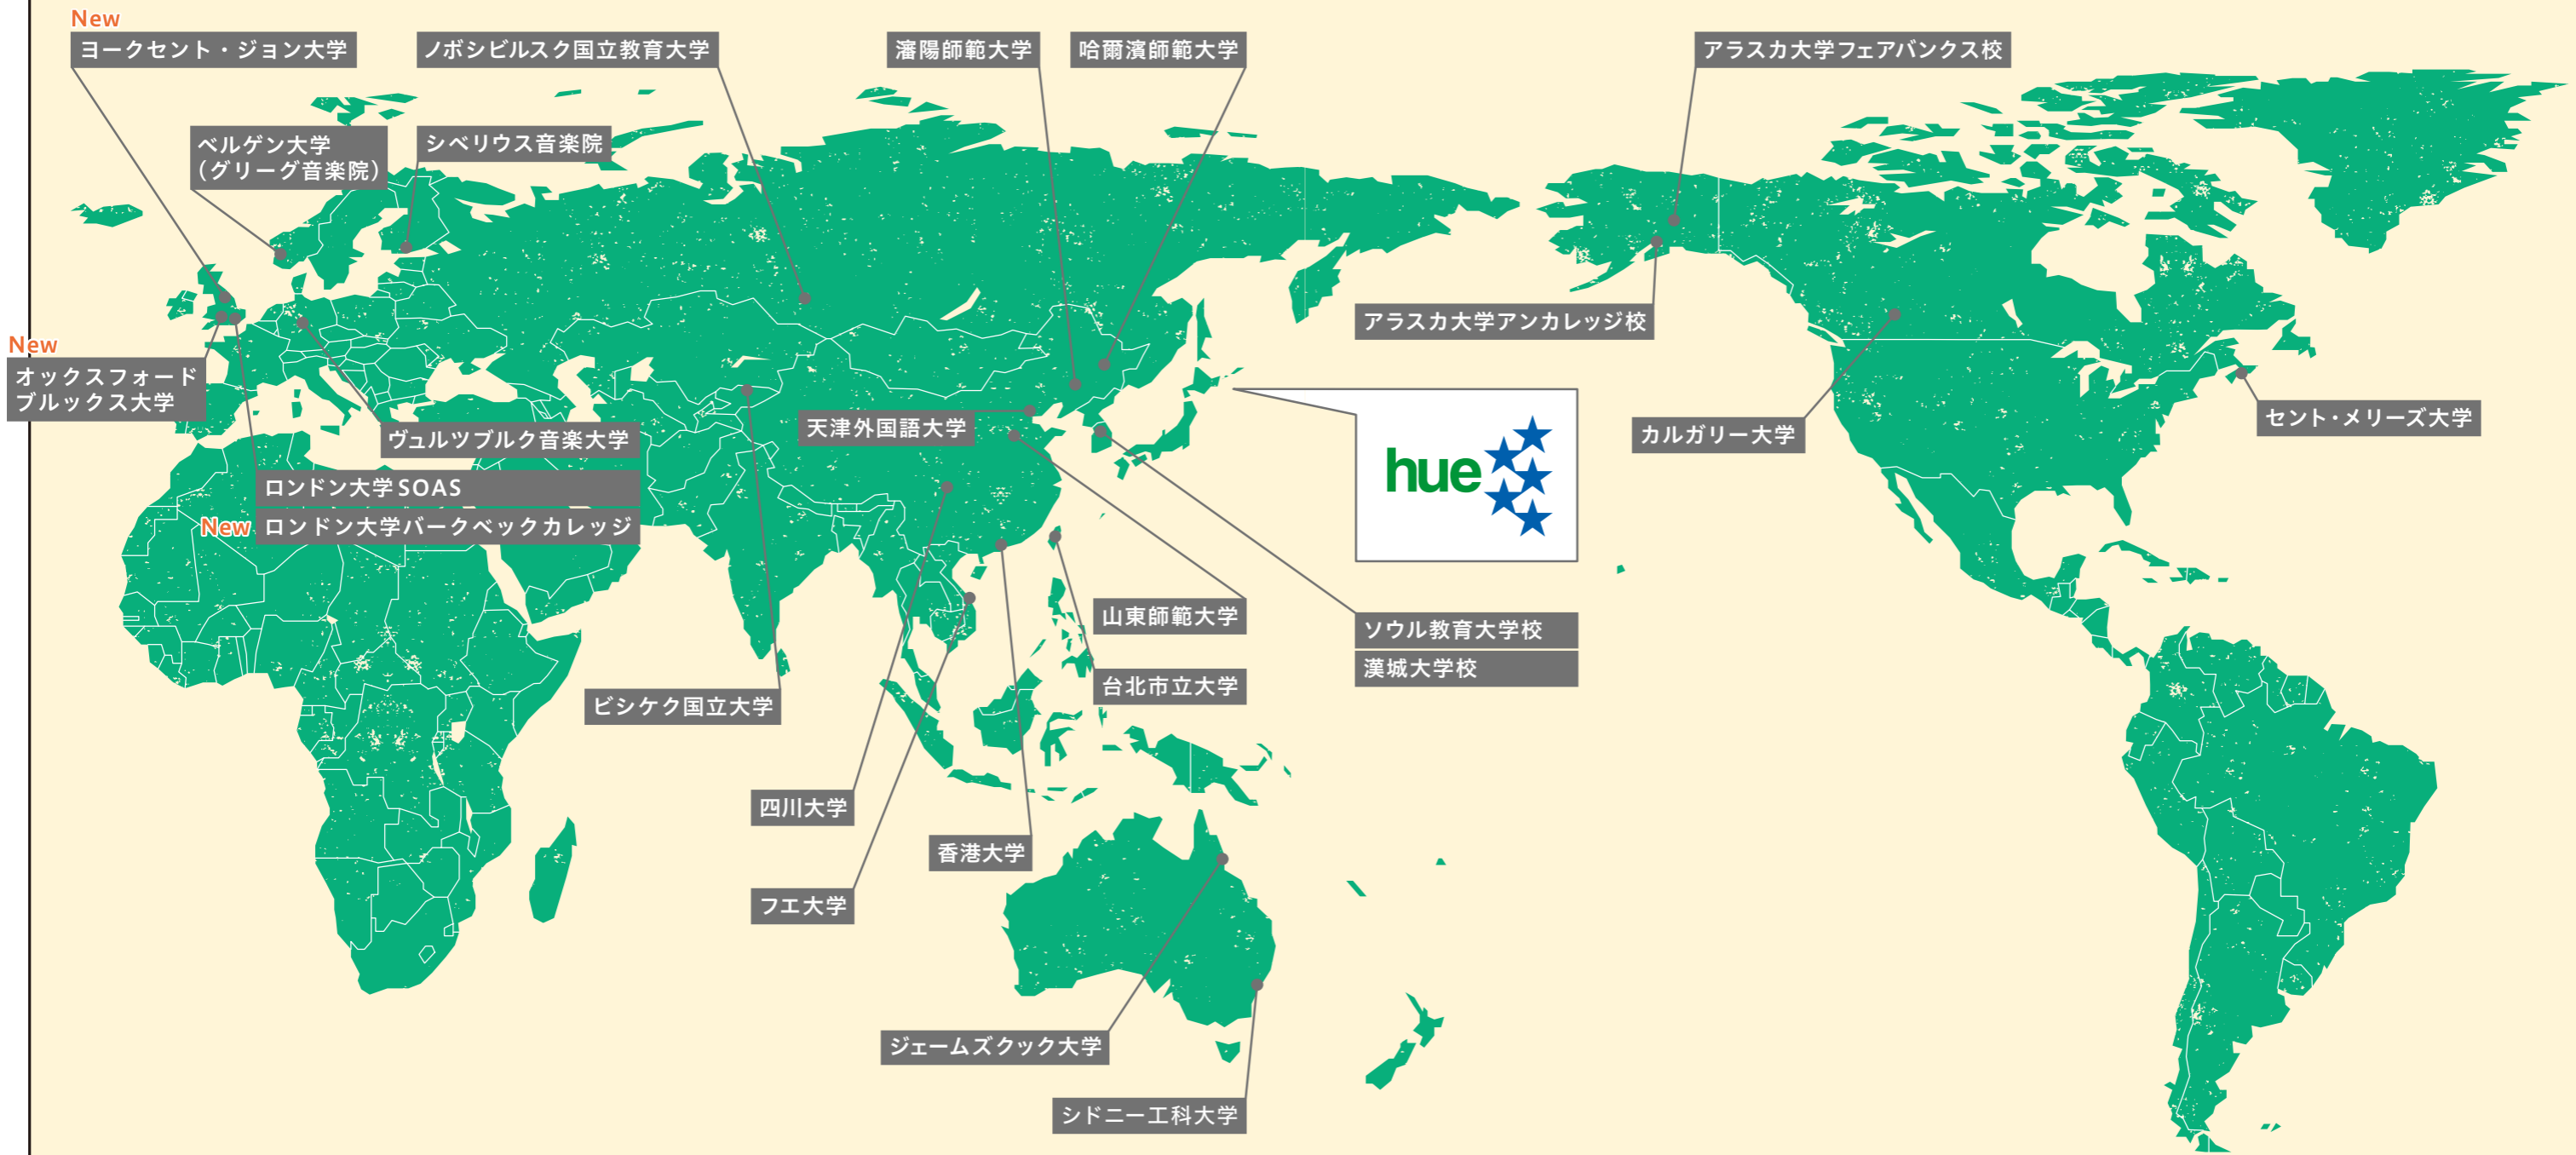 New
ヨークセント・ジョン大学
ノボシビルスク国立教育大学
瀋陽師範大学
哈爾濱師範大学
アラスカ大学フェアバンクス校
ベルゲン大学
（グリーグ音楽院）
シベリウス音楽院
アラスカ大学アンカレッジ校
New
オックスフォード
ブルックス大学
天津外国語大学
hue
カルガリー大学
セント・メリーズ大学
ヴュルツブルク音楽大学
ロンドン大学SOAS
New
ロンドン大学バークベックカレッジ
山東師範大学
ソウル教育大学校
漢城大学校
台北市立大学
ビシケク国立大学
四川大学
香港大学
フエ大学
ジェームズクック大学
シドニー工科大学